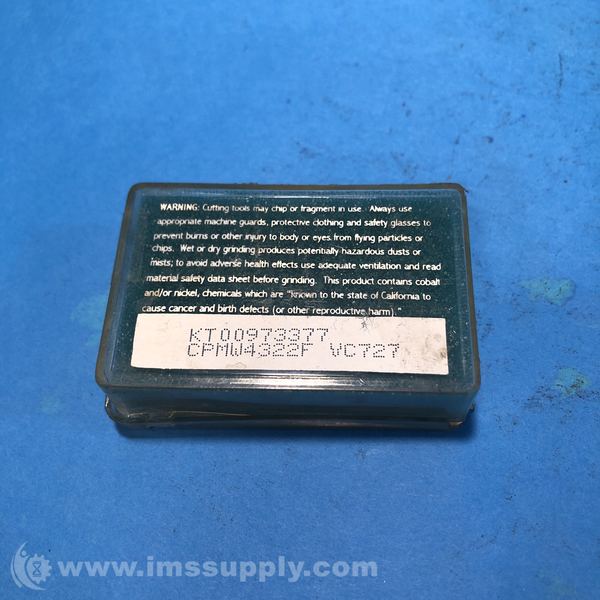 WARNING: Cutting tools may chip or fragment in use. Always use
appropriate machine guards, protective clothing and safety glasses to
prevent burns or other injury to body or eyes from flying particles or
chips. Wet or dry grinding produces potentially hazardous dusts or
mists; to avoid adverse health effects use adequate ventilation and read
material safety data sheet before grinding. This product contains cobalt
and/or nickel, chemicals which are "known to the state of California to
cause cancer and birth defects (or other reproductive harm)."
KT00973377
CPMW4322F VC727
www.imssupply.com